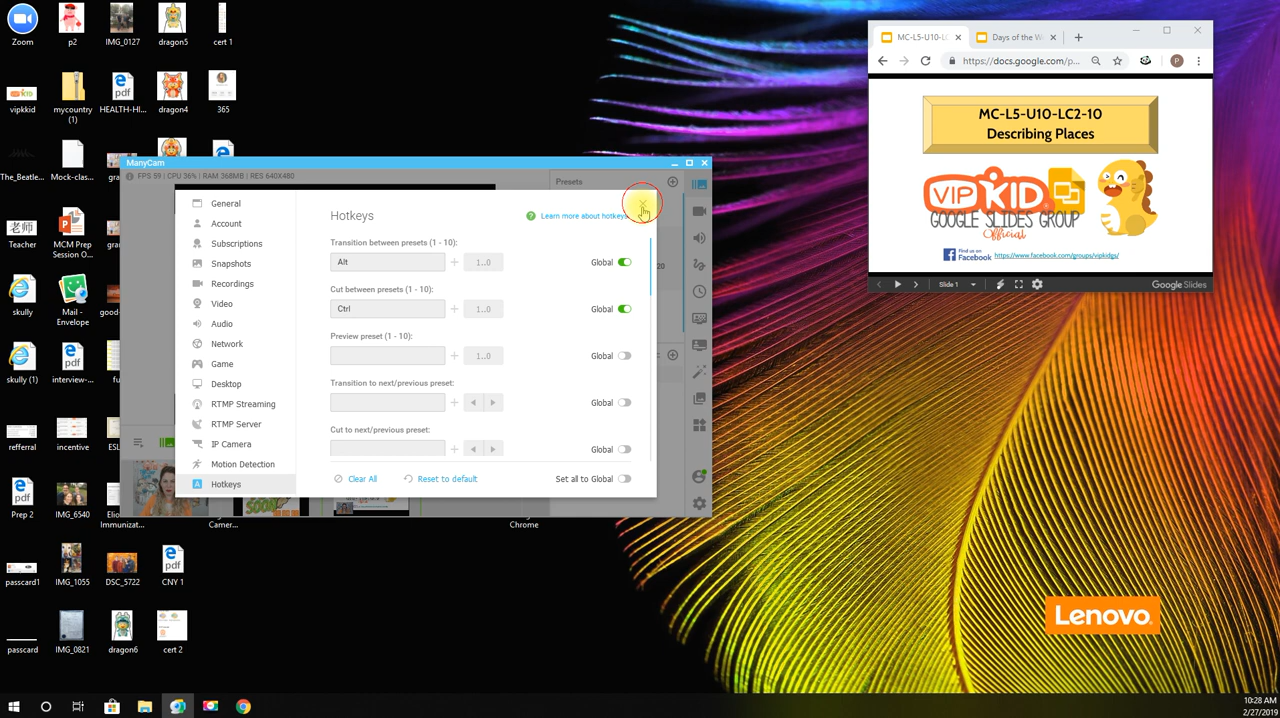 Zoom
p2
IMG_0127
dragon5
cert 1
vipkkid
mycountry (1)
HEALTH-HI...
dragon4
365
The_Beatle...
Mock-clas...
Teacher
MCM Prep
Session O...
skully
Mail -
Envelope
skully (1)
interview-...
refferral
incentive
Prep 2
IMG_6540
Immunizat...
Camer...
Chrome
passcard1
IMG_1055
DSC_5722
CNY 1
passcard
IMG_0821
dragon6
cert 2
ManyCam
FPS 59 | CPU 36% | RAM 368MB | RES 640X480
Presets
General
Account
Subscriptions
Snapshots
Recordings
Video
Audio
Network
Game
Desktop
RTMP Streaming
RTMP Server
IP Camera
Motion Detection
Hotkeys
Hotkeys
Learn more about hotkeys
Transition between presets (1 - 10):
Alt + 1..0 Global
Cut between presets (1 - 10):
Ctrl + 1..0 Global
Preview preset (1 - 10):
+ 1..0 Global
Transition to next/previous preset:
+ Global
Cut to next/previous preset:
+ Global
Clear All Reset to default Set all to Global
MC-L5-U10-LC
Days of the W
https://docs.google.com/p...
P
MC-L5-U10-LC2-10
Describing Places
VIPKID
GOOGLE SLIDES GROUP
Official
Find us on
Facebook
https://www.facebook.com/groups/vipkidgs/
Slide 1
Google Slides
Lenovo
10:28 AM
2/27/2019